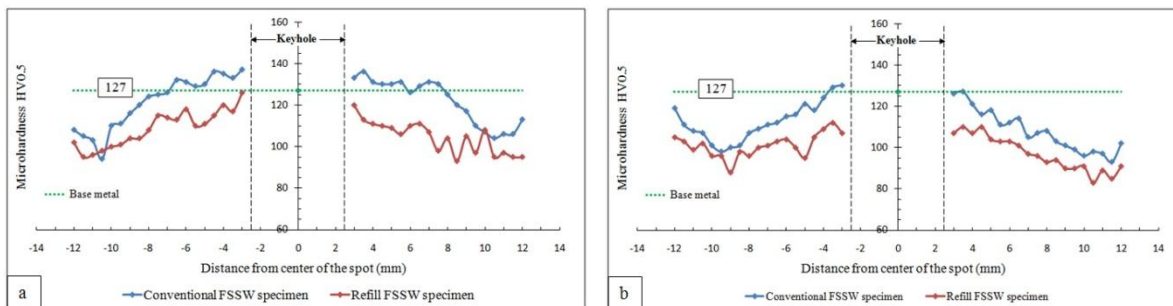 160
140
120
100
80
60
Microhardness HV0.5
Keyhole
127
Base metal
-14 -12 -10 -8 -6 -4 -2 0 2 4 6 8 10 12 14
Distance from center of the spot (mm)
a
Conventional FSSW specimen Refill FSSW specimen
160
140
120
100
80
60
Microhardness HV0.5
Keyhole
127
Base metal
-14 -12 -10 -8 -6 -4 -2 0 2 4 6 8 10 12 14
Distance from center of the spot (mm)
b
Conventional FSSW specimen Refill FSSW specimen